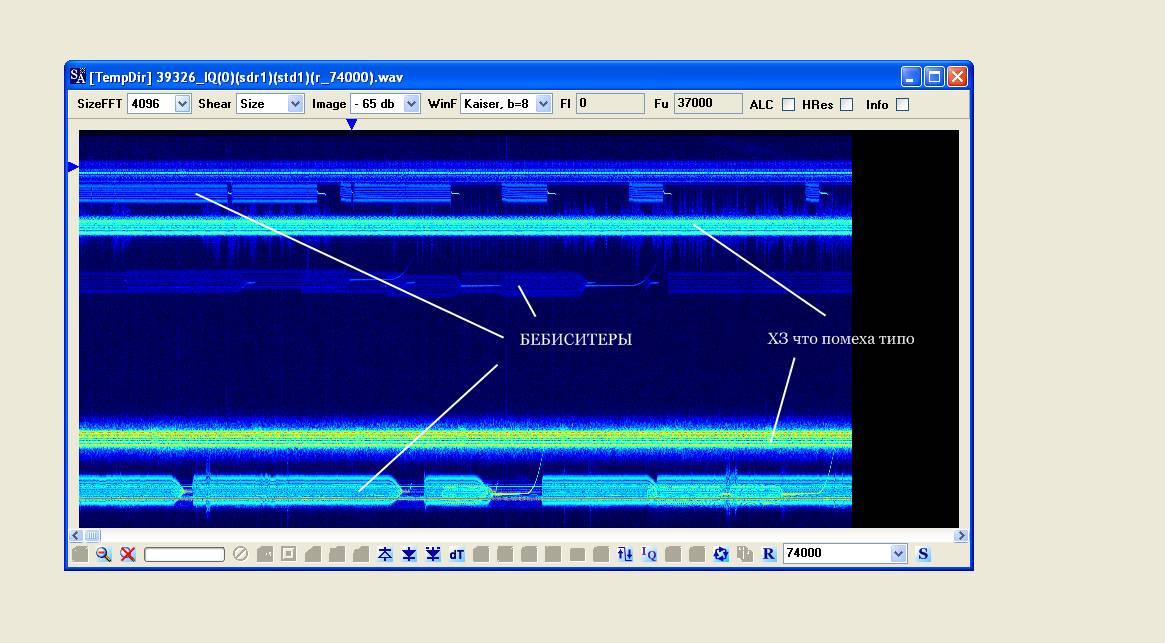 [TempDir] 39326_IQ(0)(sdr1)(std1)(r_74000).wav
SizeFFT 4096 Shear Size Image - 65 db WinF Kaiser, b=8 Fl 0 Fu 37000 ALC HRes Info
БЕБИСИТЕРЫ
ХЗ что помеха типо
dT IQ R 74000 S